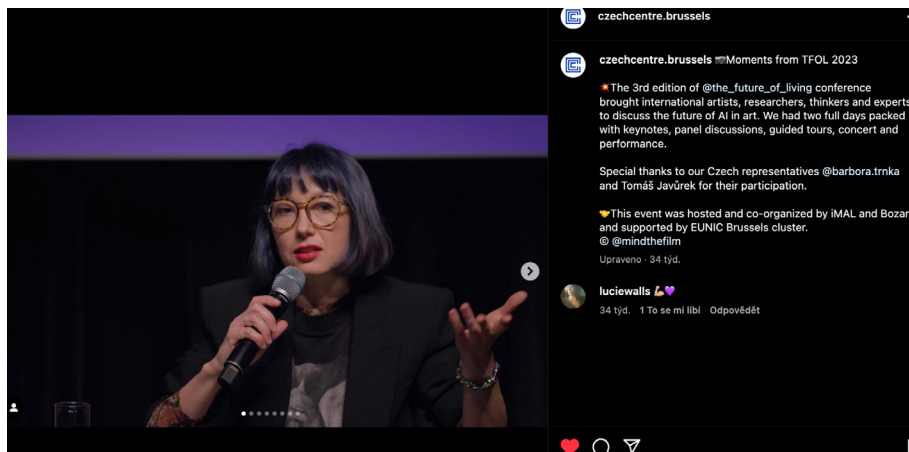 czechcentre.brussels
czechcentre.brussels 📷Moments from TFOL 2023
💥The 3rd edition of @the_future_of_living conference
brought international artists, researchers, thinkers and experts
to discuss the future of AI in art. We had two full days packed
with keynotes, panel discussions, guided tours, concert and
performance.
Special thanks to our Czech representatives @barbora.trnka
and Tomáš Javůrek for their participation.
🤝This event was hosted and co-organized by iMAL and Bozar
and supported by EUNIC Brussels cluster.
© @mindthefilm
Upraveno · 34 týd.
luciewalls 💪🏻💜
34 týd. 1 To se mi líbí Odpovědět